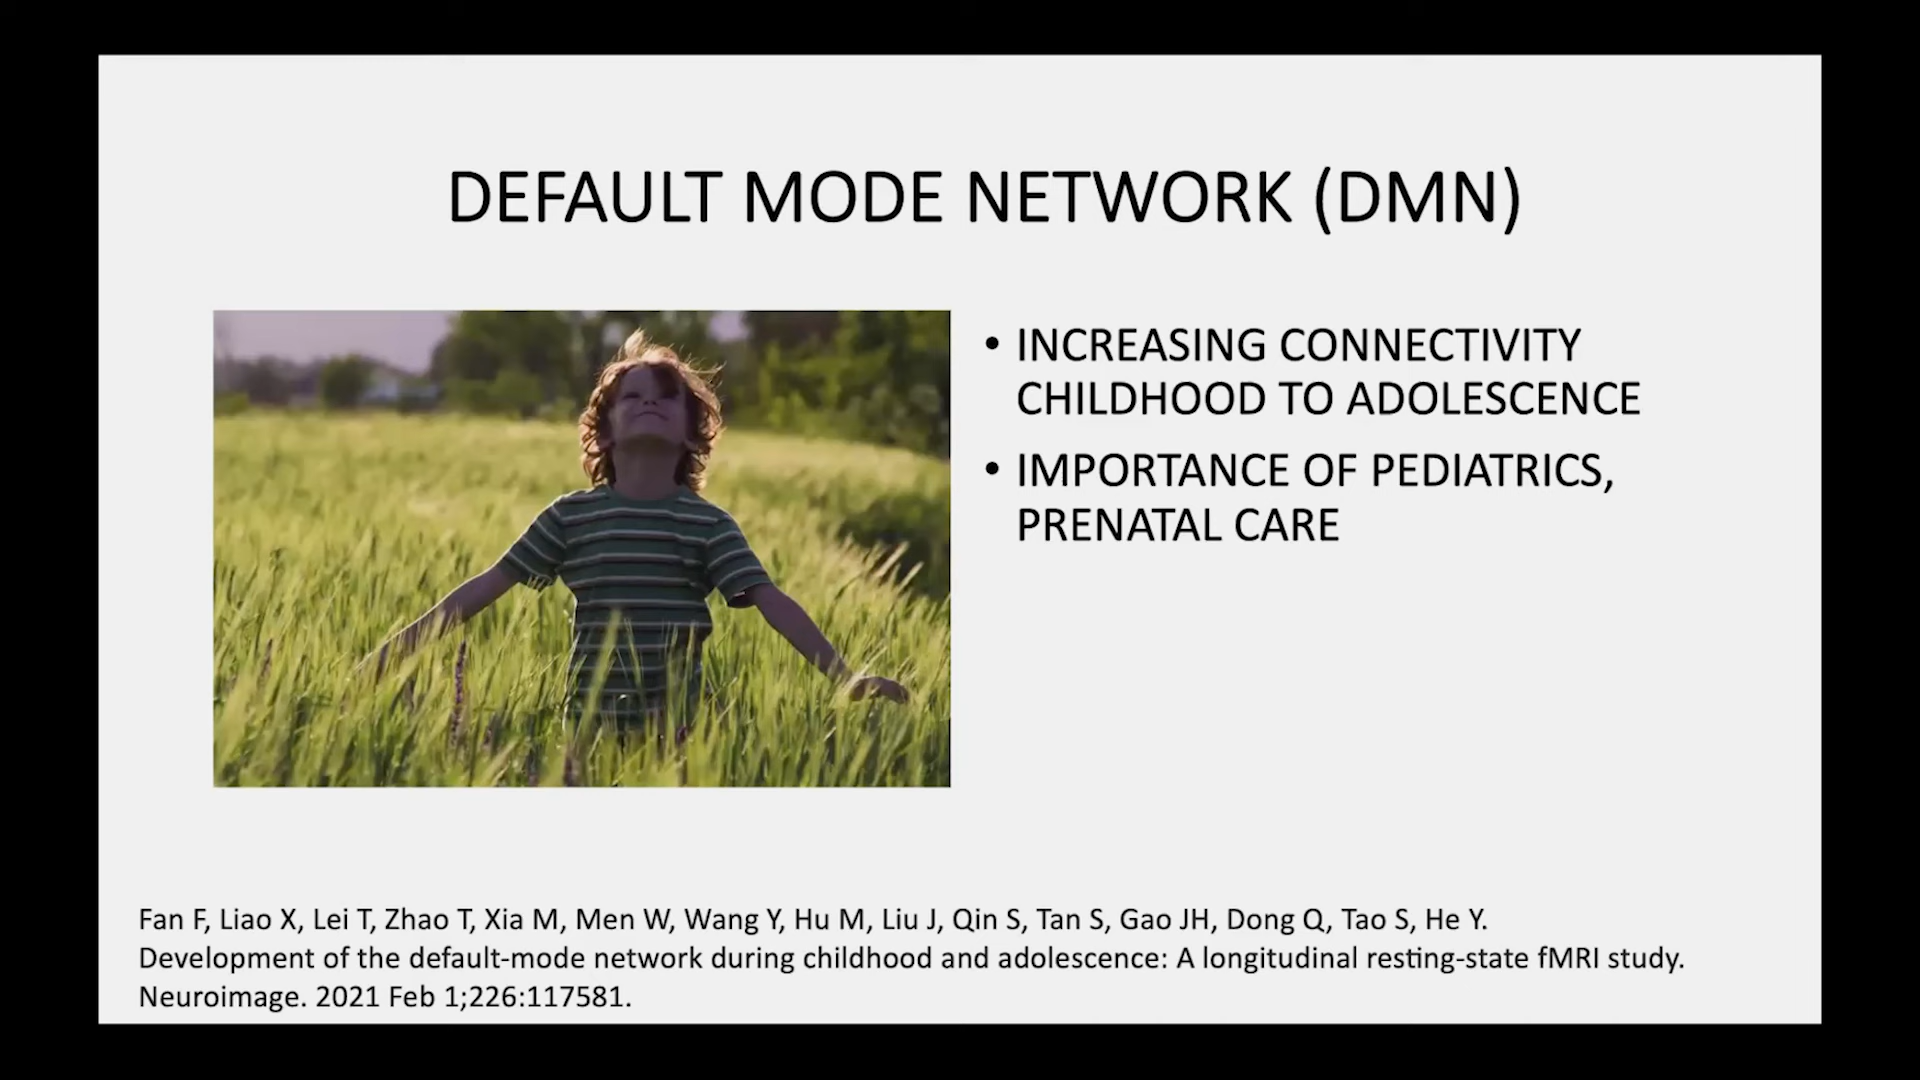 DEFAULT MODE NETWORK (DMN)
• INCREASING CONNECTIVITY
CHILDHOOD TO ADOLESCENCE
• IMPORTANCE OF PEDIATRICS,
PRENATAL CARE
Fan F, Liao X, Lei T, Zhao T, Xia M, Men W, Wang Y, Hu M, Liu J, Qin S, Tan S, Gao JH, Dong Q, Tao S, He Y.
Development of the default-mode network during childhood and adolescence: A longitudinal resting-state fMRI study.
Neuroimage. 2021 Feb 1;226:117581.